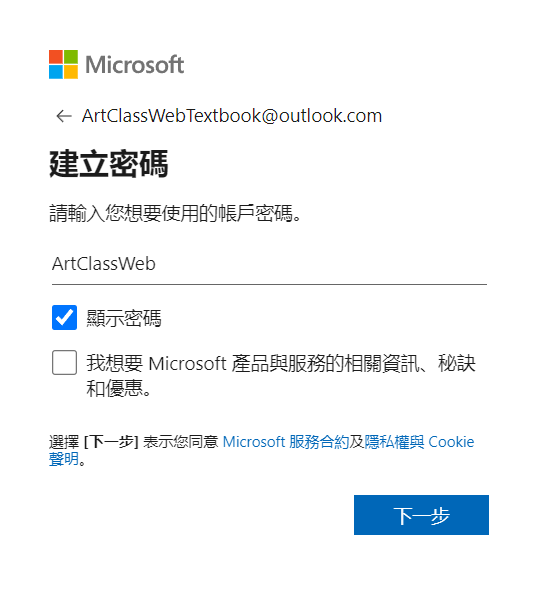 Microsoft
← ArtClassWebTextbook@outlook.com
建立密碼
請輸入您想要使用的帳戶密碼。
ArtClassWeb
顯示密碼
我想要 Microsoft 產品與服務的相關資訊、秘訣
和優惠。
選擇 [下一步] 表示您同意 Microsoft 服務合約及隱私權與 Cookie
聲明。
下一步